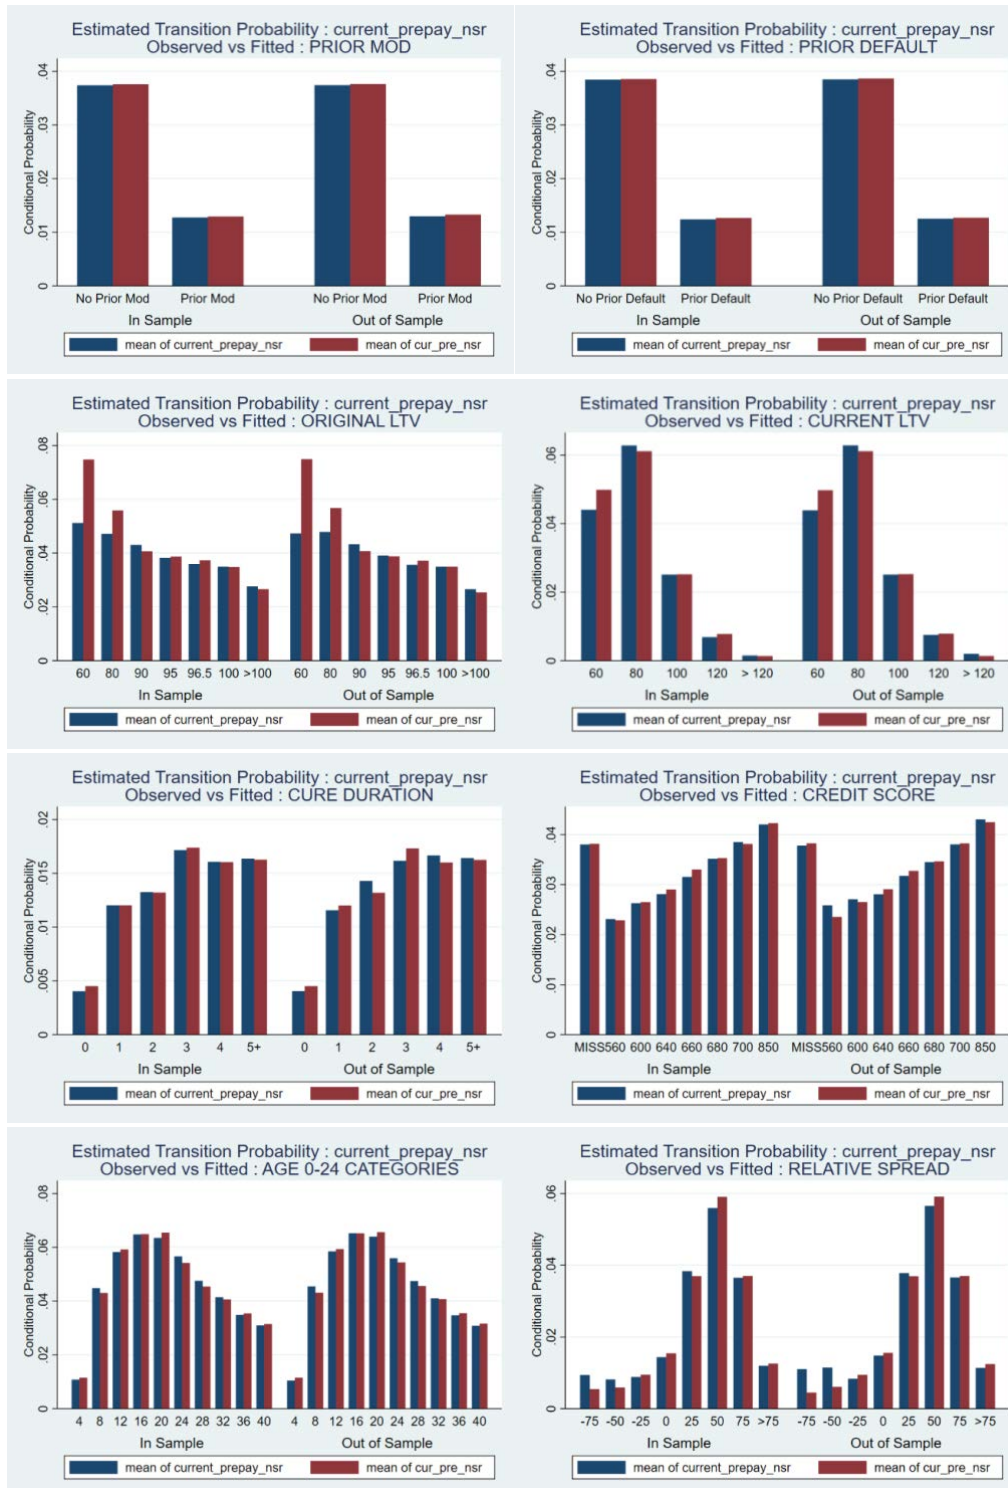 Estimated Transition Probability : current_prepay_nsr
Observed vs Fitted : PRIOR MOD
Conditional Probability
.04
.03
.02
.01
0
No Prior Mod Prior Mod No Prior Mod Prior Mod
In Sample Out of Sample
mean of current_prepay_nsr mean of cur_pre_nsr
Estimated Transition Probability : current_prepay_nsr
Observed vs Fitted : PRIOR DEFAULT
Conditional Probability
.04
.03
.02
.01
0
No Prior Default Prior Default No Prior Default Prior Default
In Sample Out of Sample
mean of current_prepay_nsr mean of cur_pre_nsr
Estimated Transition Probability : current_prepay_nsr
Observed vs Fitted : ORIGINAL LTV
Conditional Probability
.08
.06
.04
.02
0
60 80 90 95 96.5 100 >100 60 80 90 95 96.5 100 >100
In Sample Out of Sample
mean of current_prepay_nsr mean of cur_pre_nsr
Estimated Transition Probability : current_prepay_nsr
Observed vs Fitted : CURRENT LTV
Conditional Probability
.06
.04
.02
0
60 80 100 120 > 120 60 80 100 120 > 120
In Sample Out of Sample
mean of current_prepay_nsr mean of cur_pre_nsr
Estimated Transition Probability : current_prepay_nsr
Observed vs Fitted : CURE DURATION
Conditional Probability
.02
.015
.01
.005
0
0 1 2 3 4 5+ 0 1 2 3 4 5+
In Sample Out of Sample
mean of current_prepay_nsr mean of cur_pre_nsr
Estimated Transition Probability : current_prepay_nsr
Observed vs Fitted : CREDIT SCORE
Conditional Probability
.04
.03
.02
.01
0
MISS560 600 640 660 680 700 850 MISS560 600 640 660 680 700 850
In Sample Out of Sample
mean of current_prepay_nsr mean of cur_pre_nsr
Estimated Transition Probability : current_prepay_nsr
Observed vs Fitted : AGE 0-24 CATEGORIES
Conditional Probability
.08
.06
.04
.02
0
4 8 12 16 20 24 28 32 36 40 4 8 12 16 20 24 28 32 36 40
In Sample Out of Sample
mean of current_prepay_nsr mean of cur_pre_nsr
Estimated Transition Probability : current_prepay_nsr
Observed vs Fitted : RELATIVE SPREAD
Conditional Probability
.06
.04
.02
0
-75 -50 -25 0 25 50 75 >75 -75 -50 -25 0 25 50 75 >75
In Sample Out of Sample
mean of current_prepay_nsr mean of cur_pre_nsr